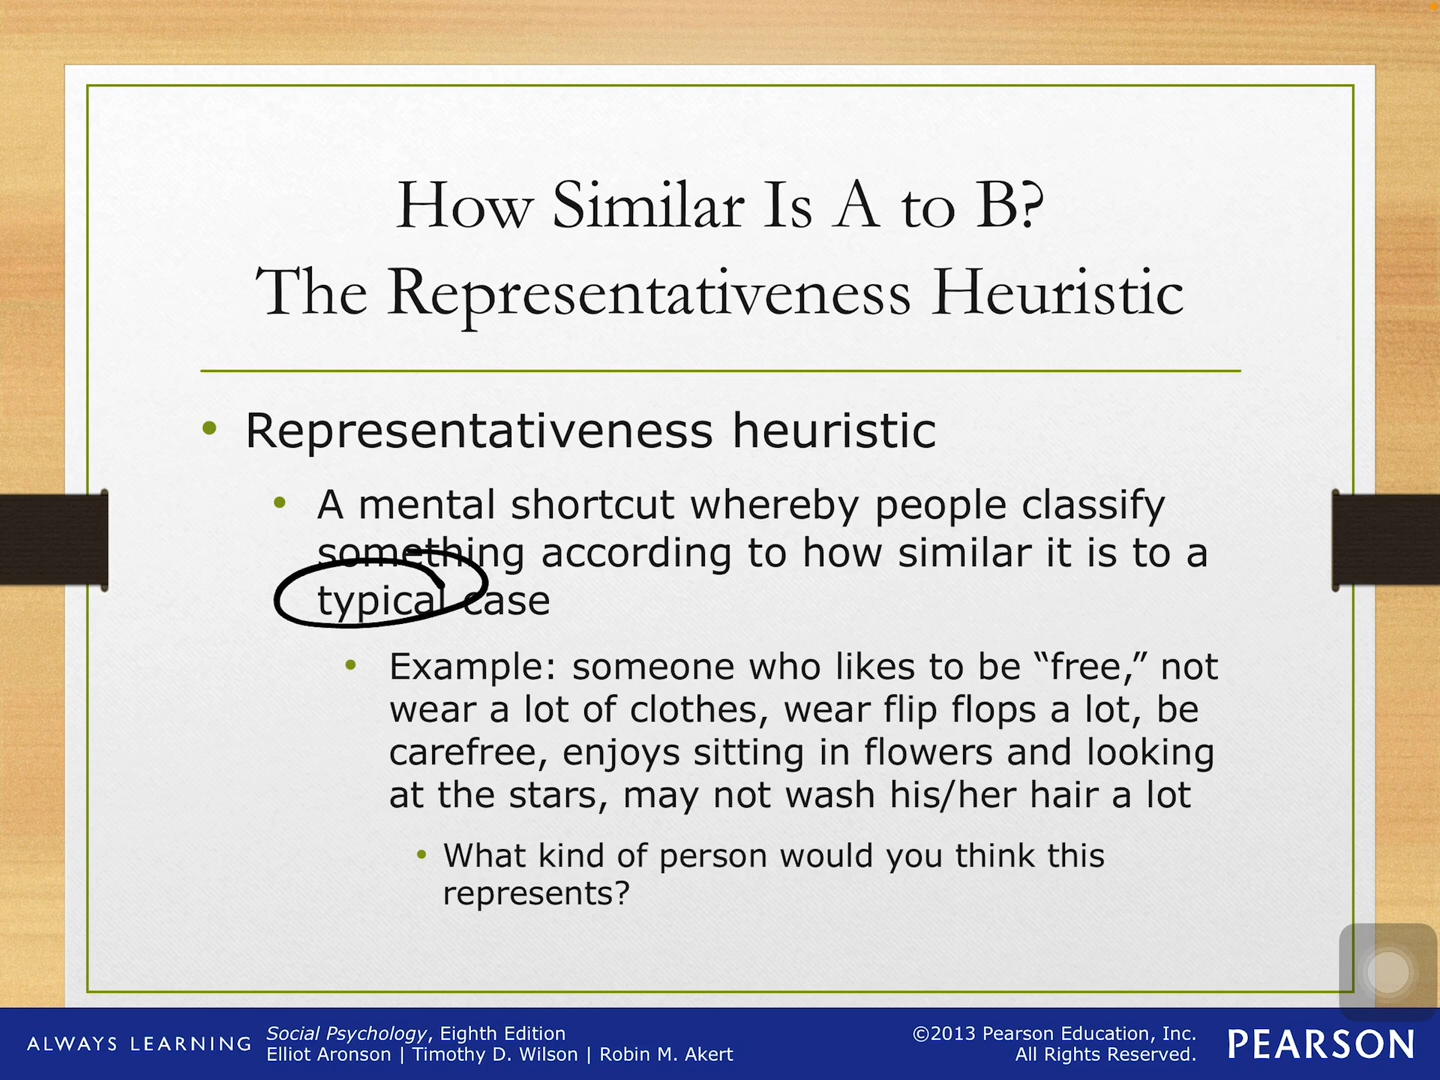 How Similar Is A to B?
The Representativeness Heuristic
• Representativeness heuristic
• A mental shortcut whereby people classify
something according to how similar it is to a
typical case
• Example: someone who likes to be “free,” not
wear a lot of clothes, wear flip flops a lot, be
carefree, enjoys sitting in flowers and looking
at the stars, may not wash his/her hair a lot
• What kind of person would you think this
represents?
ALWAYS LEARNING
Social Psychology, Eighth Edition
Elliot Aronson | Timothy D. Wilson | Robin M. Akert
©2013 Pearson Education, Inc.
All Rights Reserved.
PEARSON